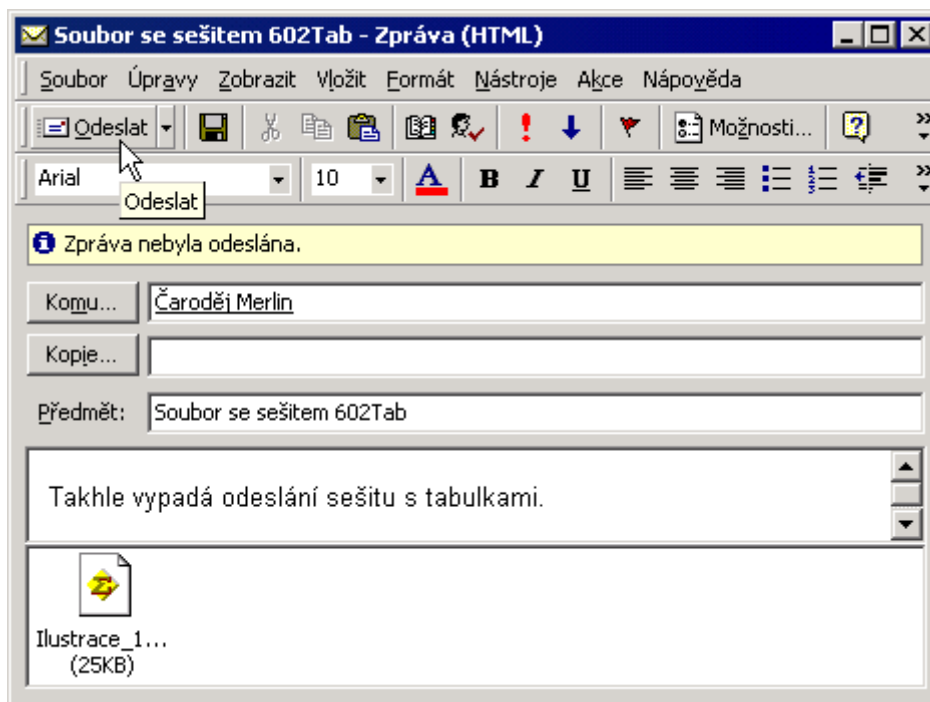 Soubor se sešitem 602Tab - Zpráva (HTML)
Soubor Úpravy Zobrazit Vložit Formát Nástroje Akce Nápověda
Odeslat Možnosti...
Arial 10 A B I U
Odeslat
Zpráva nebyla odeslána.
Komu... Čaroděj Merlin
Kopie...
Předmět: Soubor se sešitem 602Tab
Takhle vypadá odeslání sešitu s tabulkami.
Ilustrace_1...
(25KB)